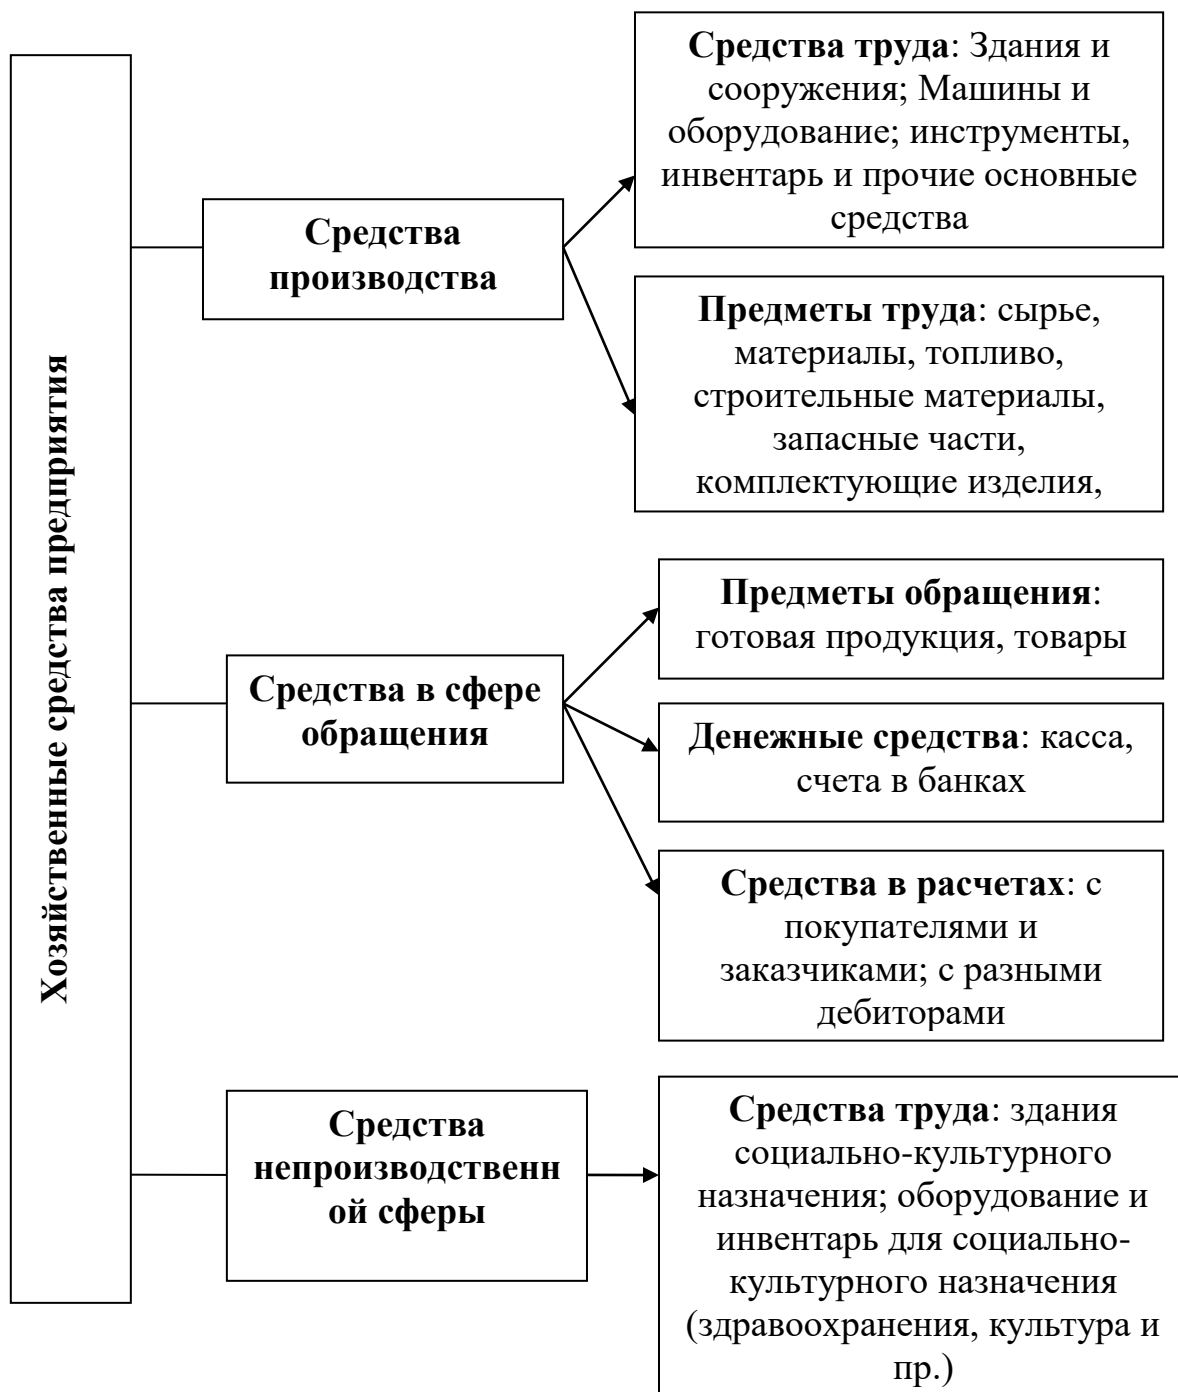 Хозяйственные средства предприятия
Средства
производства
Средства труда: Здания и
сооружения; Машины и
оборудование; инструменты,
инвентарь и прочие основные
средства
Предметы труда: сырье,
материалы, топливо,
строительные материалы,
запасные части,
комплектующие изделия,
Средства в сфере
обращения
Предметы обращения:
готовая продукция, товары
Денежные средства: касса,
счета в банках
Средства в расчетах: с
покупателями и
заказчиками; с разными
дебиторами
Средства
непроизводственн
ой сферы
Средства труда: здания
социально-культурного
назначения; оборудование и
инвентарь для социально-
культурного назначения
(здравоохранения, культура и
пр.)